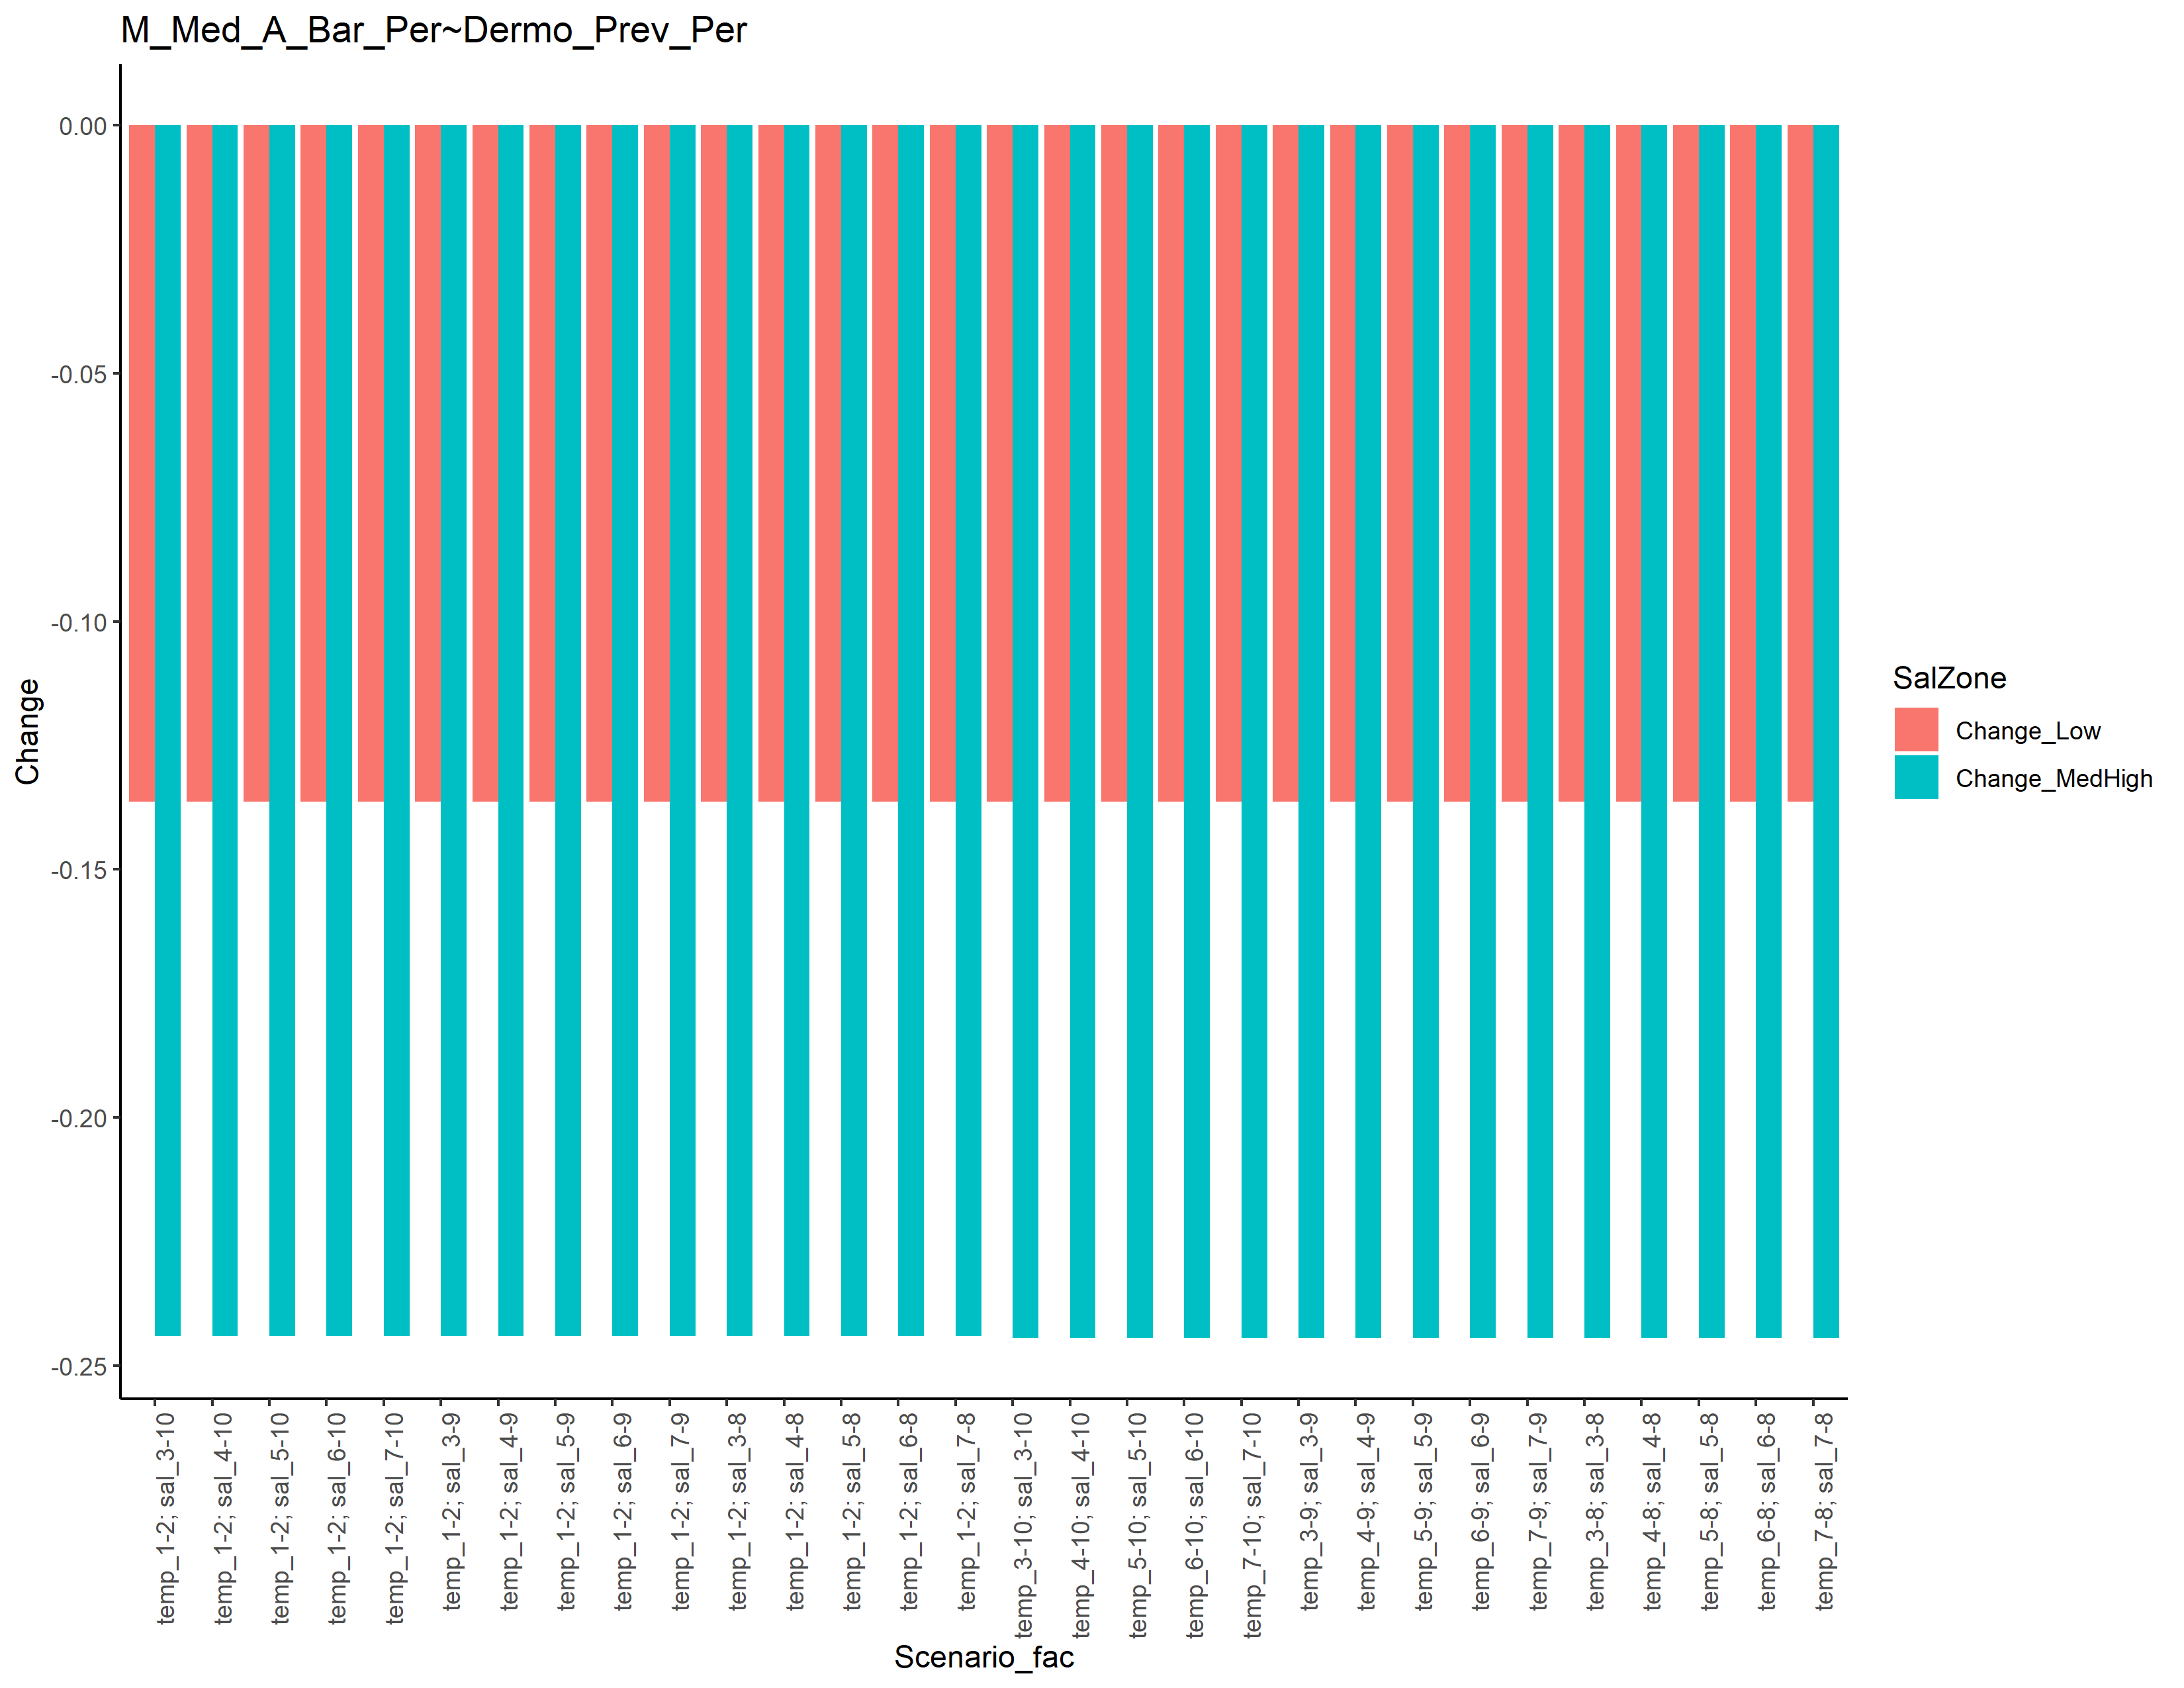 M_Med_A_Bar_Per~Dermo_Prev_Per
0.00
-0.05
-0.10
-0.15
-0.20
-0.25
Change
temp_1-2; sal_3-10
temp_1-2; sal_4-10
temp_1-2; sal_5-10
temp_1-2; sal_6-10
temp_1-2; sal_7-10
temp_1-2; sal_3-9
temp_1-2; sal_4-9
temp_1-2; sal_5-9
temp_1-2; sal_6-9
temp_1-2; sal_7-9
temp_1-2; sal_3-8
temp_1-2; sal_4-8
temp_1-2; sal_5-8
temp_1-2; sal_6-8
temp_1-2; sal_7-8
temp_3-10; sal_3-10
temp_4-10; sal_4-10
temp_5-10; sal_5-10
temp_6-10; sal_6-10
temp_7-10; sal_7-10
temp_3-9; sal_3-9
temp_4-9; sal_4-9
temp_5-9; sal_5-9
temp_6-9; sal_6-9
temp_7-9; sal_7-9
temp_3-8; sal_3-8
temp_4-8; sal_4-8
temp_5-8; sal_5-8
temp_6-8; sal_6-8
temp_7-8; sal_7-8
Scenario_fac
SalZone
Change_Low
Change_MedHigh